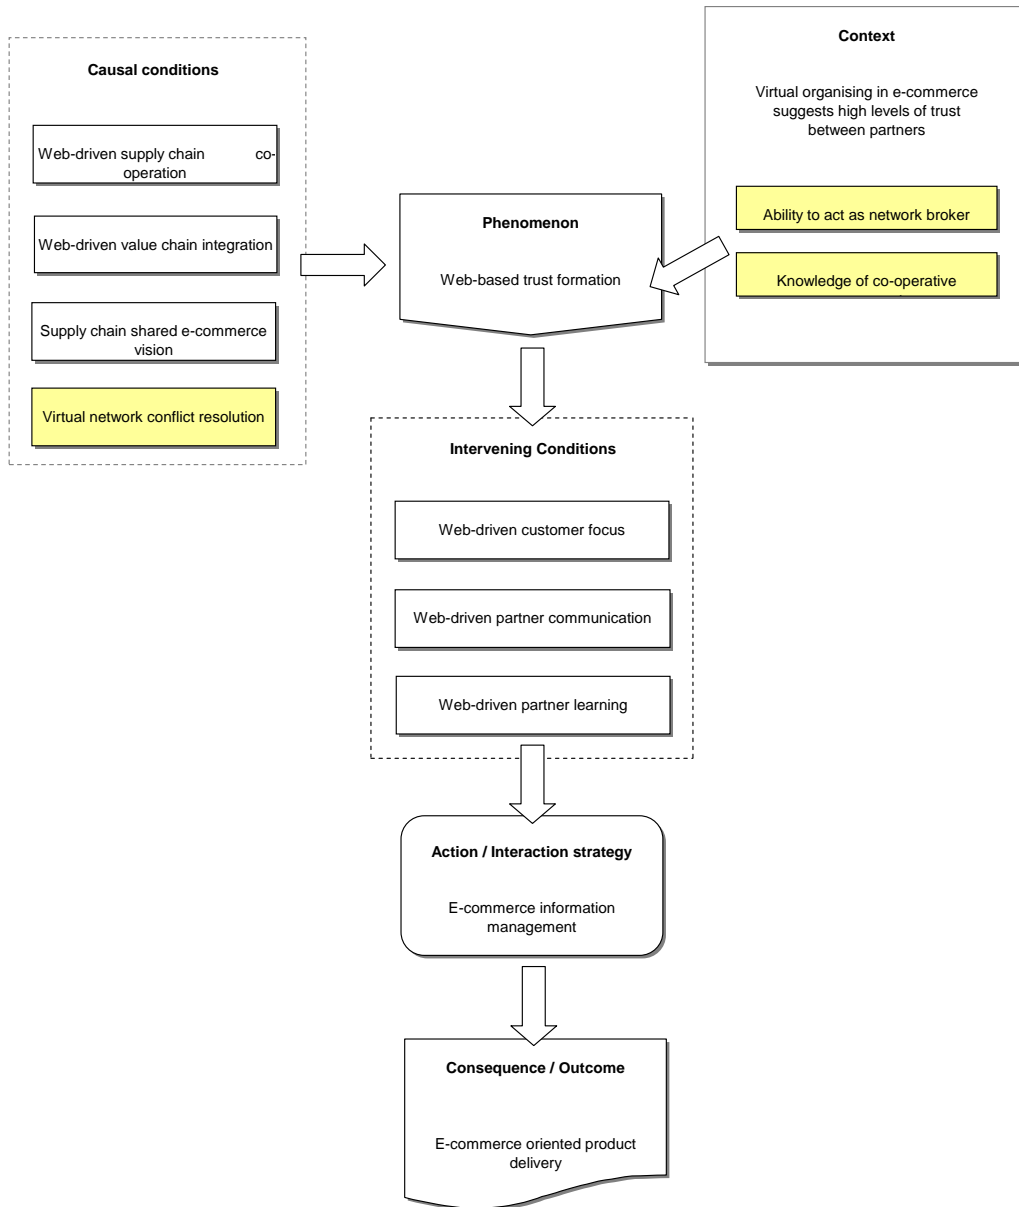 Causal conditions
Web-driven supply chain co-
operation
Web-driven value chain integration
Supply chain shared e-commerce
vision
Virtual network conflict resolution
Context
Virtual organising in e-commerce
suggests high levels of trust
between partners
Ability to act as network broker
Knowledge of co-operative
Phenomenon
Web-based trust formation
Intervening Conditions
Web-driven customer focus
Web-driven partner communication
Web-driven partner learning
Action / Interaction strategy
E-commerce information
management
Consequence / Outcome
E-commerce oriented product
delivery